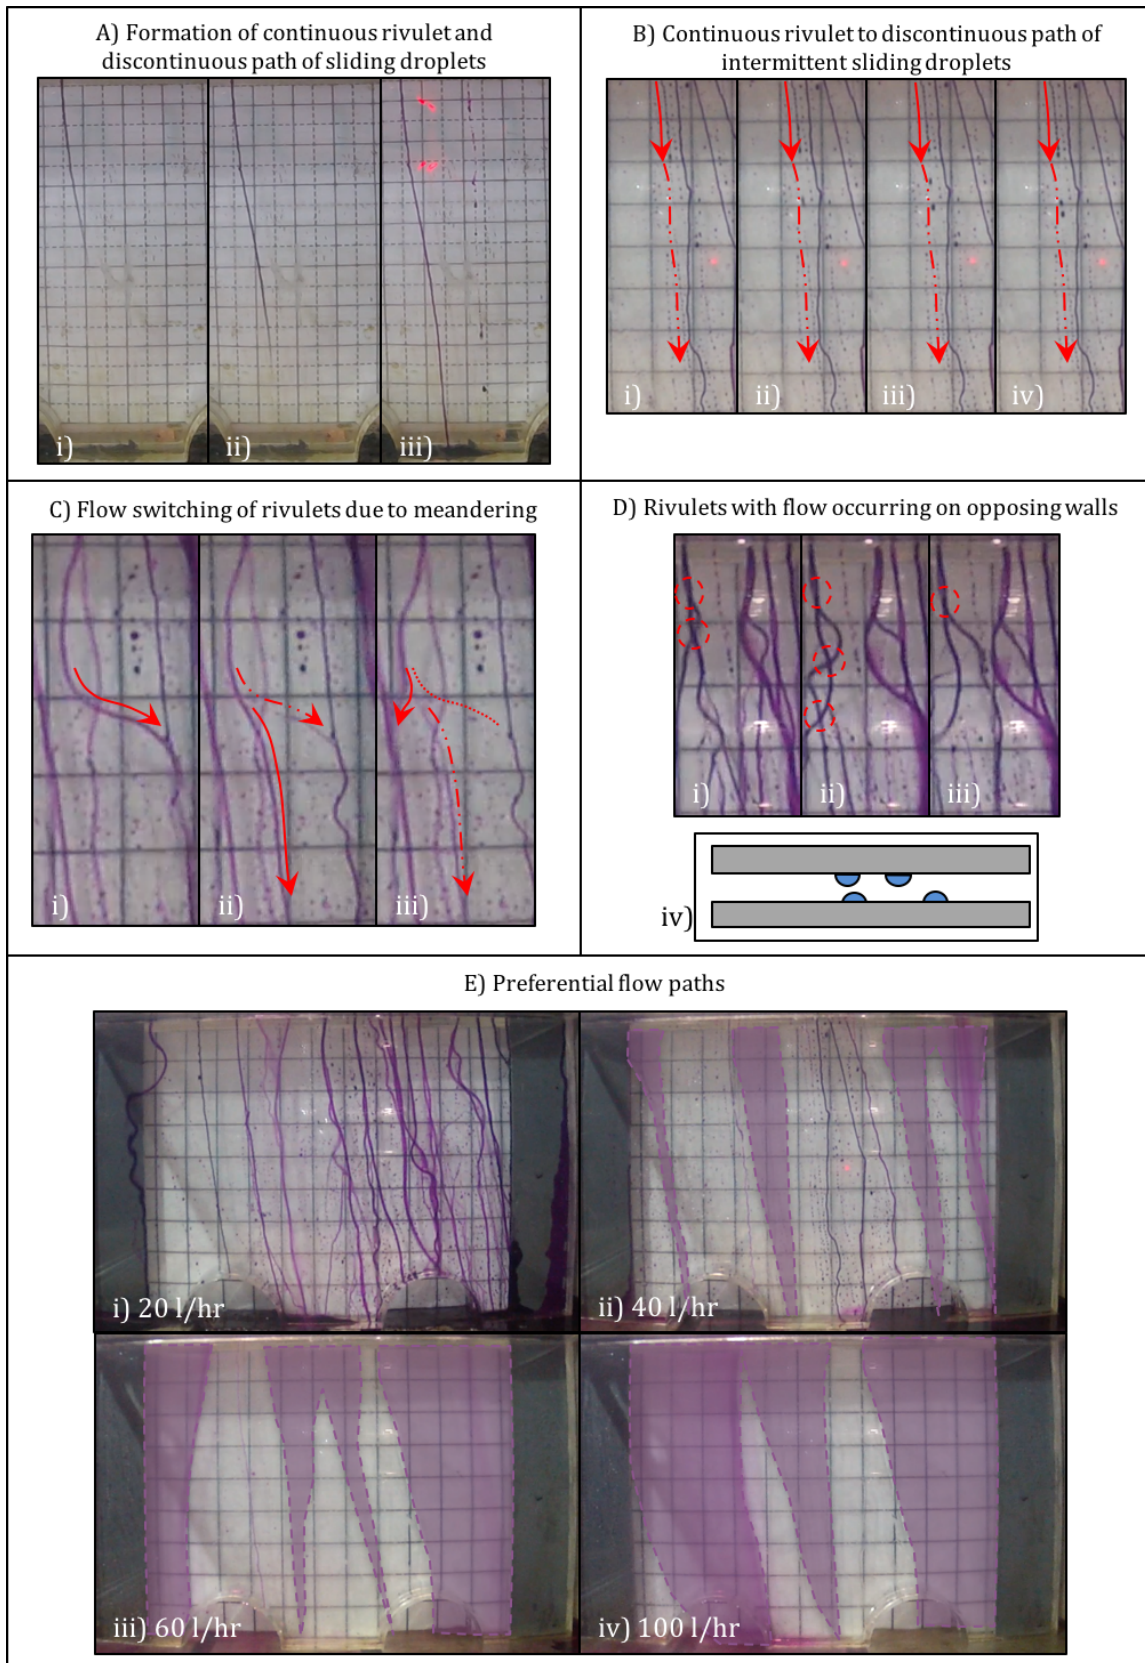 A) Formation of continuous rivulet and
discontinuous path of sliding droplets
i)
ii)
iii)
B) Continuous rivulet to discontinuous path of
intermittent sliding droplets
i)
ii)
iii)
iv)
C) Flow switching of rivulets due to meandering
i)
ii)
iii)
D) Rivulets with flow occurring on opposing walls
i)
ii)
iii)
iv)
E) Preferential flow paths
i) 20 l/hr
ii) 40 l/hr
iii) 60 l/hr
iv) 100 l/hr